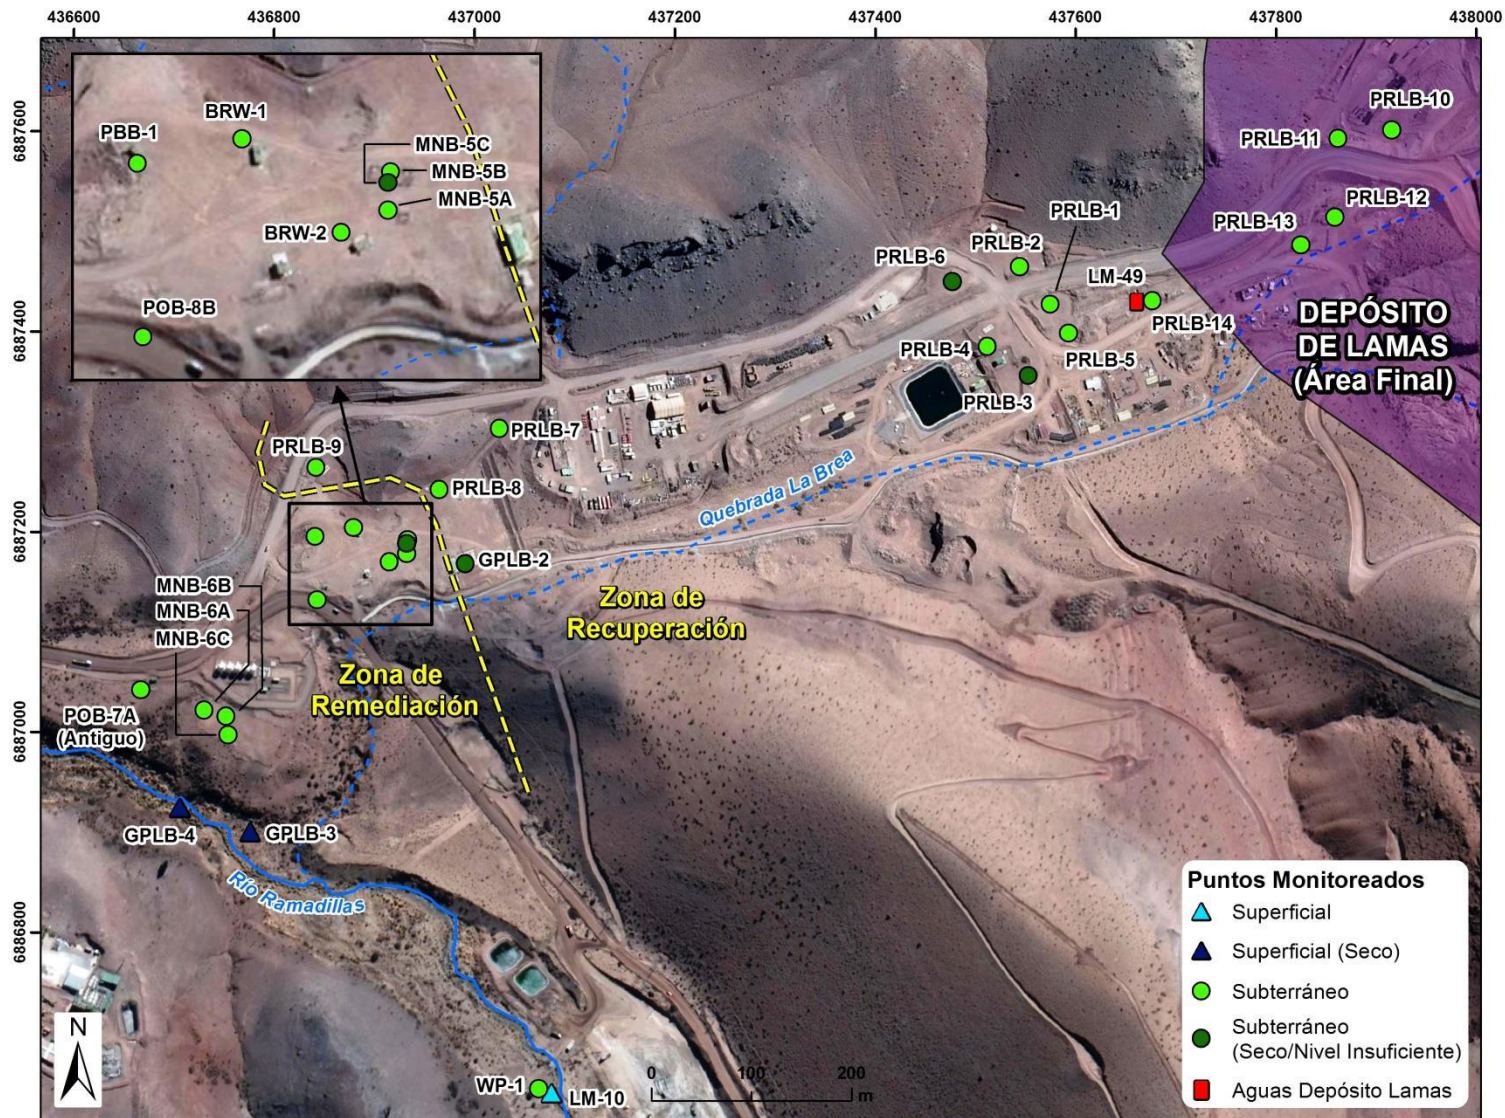 436600 436800 437000 437200 437400 437600 437800 438000
6887600
6887400
6887200
6887000
6886800
PBB-1
BRW-1
MNB-5C
MNB-5B
MNB-5A
BRW-2
POB-8B
PRLB-10
PRLB-11
PRLB-12
PRLB-13
PRLB-1
PRLB-2
PRLB-6
LM-49
PRLB-14
PRLB-4
PRLB-5
PRLB-3
DEPÓSITO
DE LAMAS
(Área Final)
PRLB-7
PRLB-9
PRLB-8
Quebrada La Brea
GPLB-2
MNB-6B
MNB-6A
MNB-6C
Zona de
Recuperación
Zona de
Remediación
POB-7A
(Antiguo)
GPLB-4
GPLB-3
Río Ramadillas
WP-1
LM-10
N
0 200
m
Puntos Monitoreados
Superficial
Superficial (Seco)
Subterráneo
Subterráneo
(Seco/Nivel Insuficiente)
Aguas Depósito Lamas